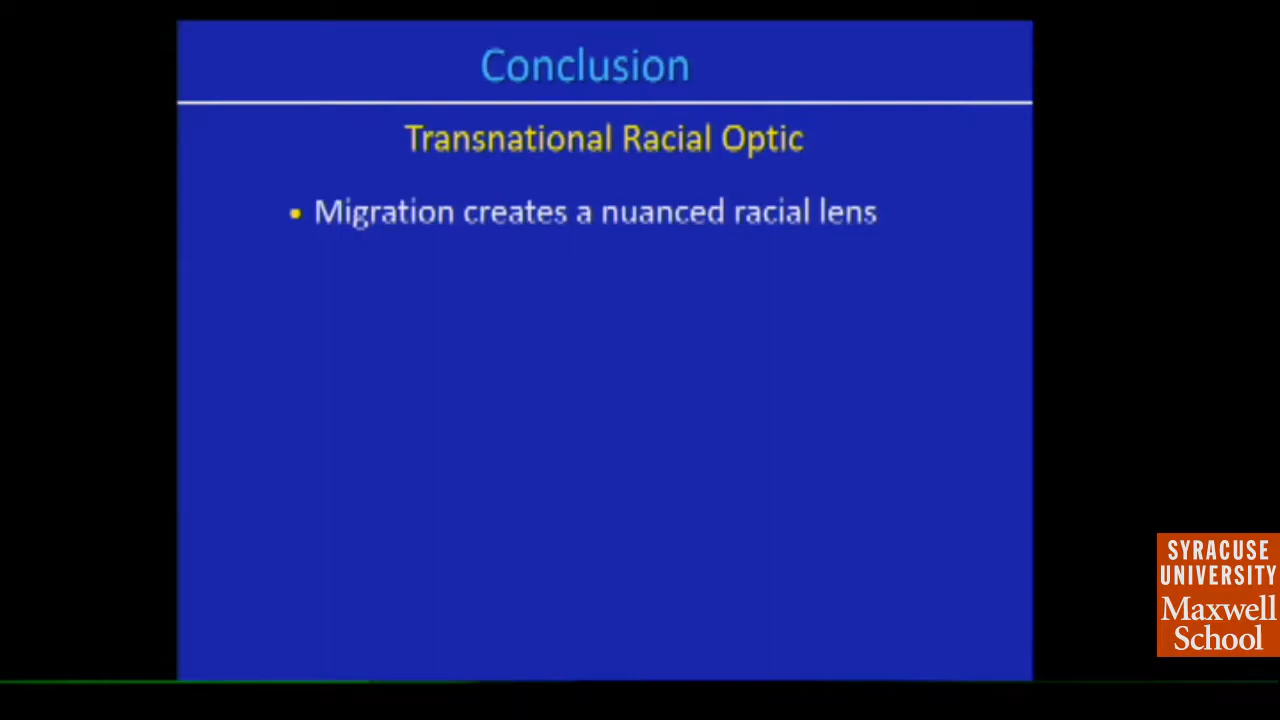 Conclusion
Transnational Racial Optic
• Migration creates a nuanced racial lens
SYRACUSE
UNIVERSITY
Maxwell
School